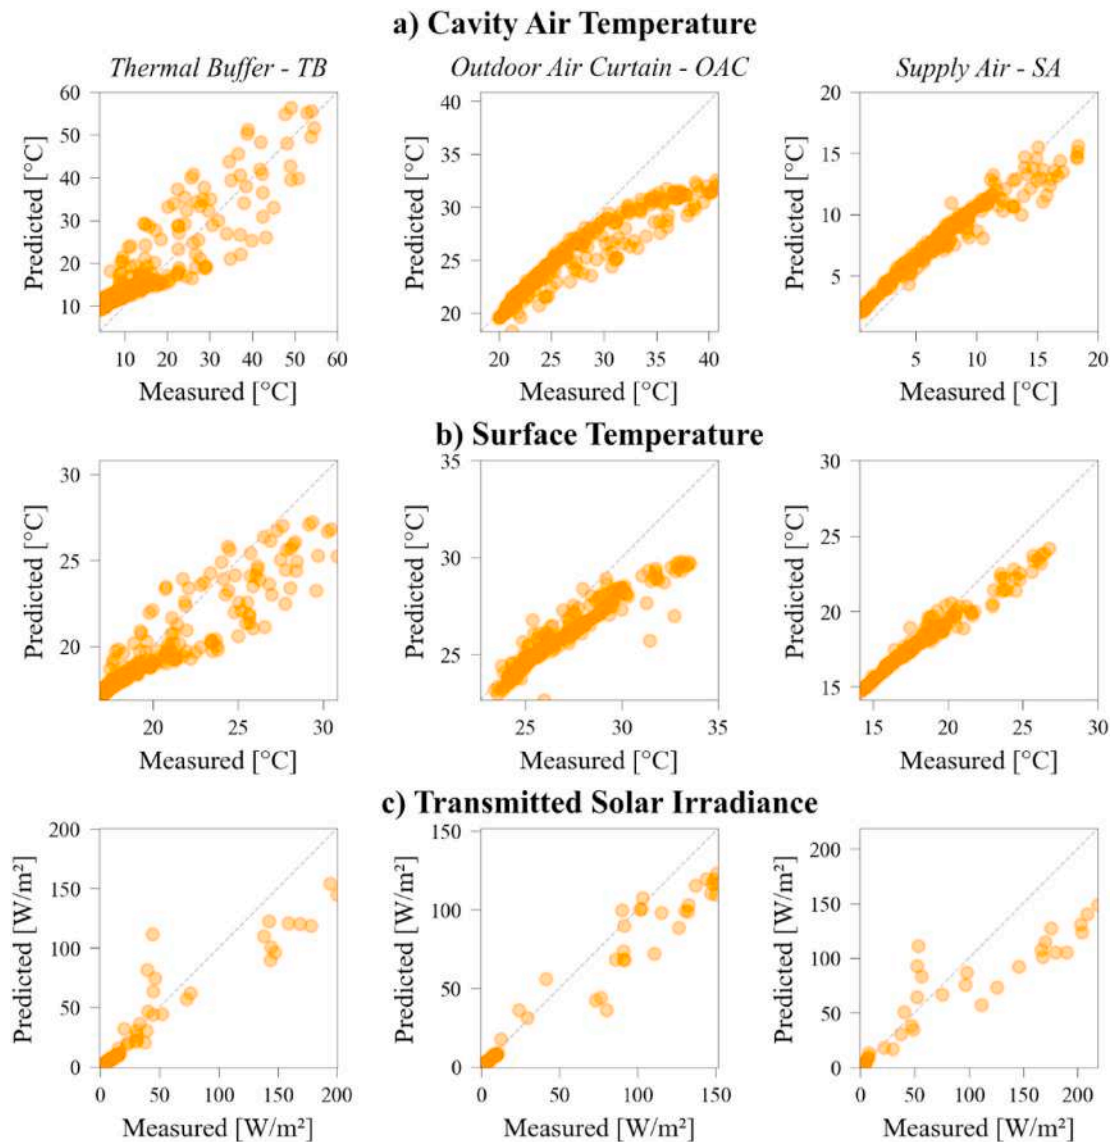 a) Cavity Air Temperature
Thermal Buffer - TB
Outdoor Air Curtain - OAC
Supply Air - SA
60
50
40
30
20
10
Predicted [°C]
10 20 30 40 50 60
Measured [°C]
40
35
30
25
20
Predicted [°C]
20 25 30 35 40
Measured [°C]
20
15
10
5
Predicted [°C]
5 10 15 20
Measured [°C]
b) Surface Temperature
30
25
20
Predicted [°C]
20 25 30
Measured [°C]
35
30
25
Predicted [°C]
25 30 35
Measured [°C]
30
25
20
15
Predicted [°C]
15 20 25 30
Measured [°C]
c) Transmitted Solar Irradiance
200
150
100
50
0
Predicted [W/m²]
0 50 100 150 200
Measured [W/m²]
150
100
50
0
Predicted [W/m²]
0 50 100 150
Measured [W/m²]
200
150
100
50
0
Predicted [W/m²]
0 50 100 150 200
Measured [W/m²]